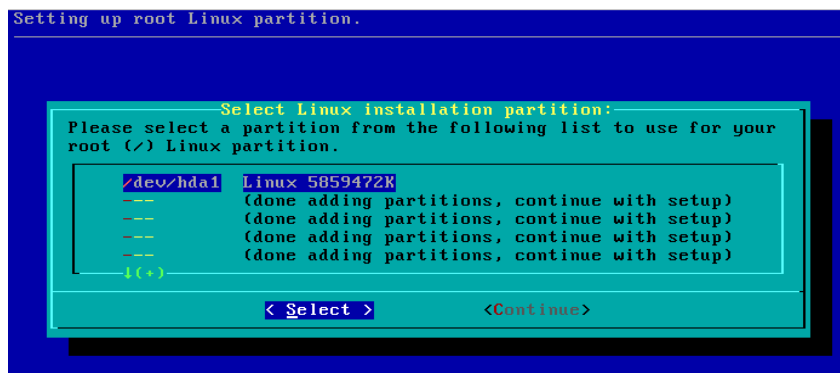 Setting up root Linux partition.
Select Linux installation partition:
Please select a partition from the following list to use for your
root (/) Linux partition.
/dev/hda1 Linux 5859472K
--- (done adding partitions, continue with setup)
--- (done adding partitions, continue with setup)
--- (done adding partitions, continue with setup)
--- (done adding partitions, continue with setup)
↓(+)
< Select > <Continue>